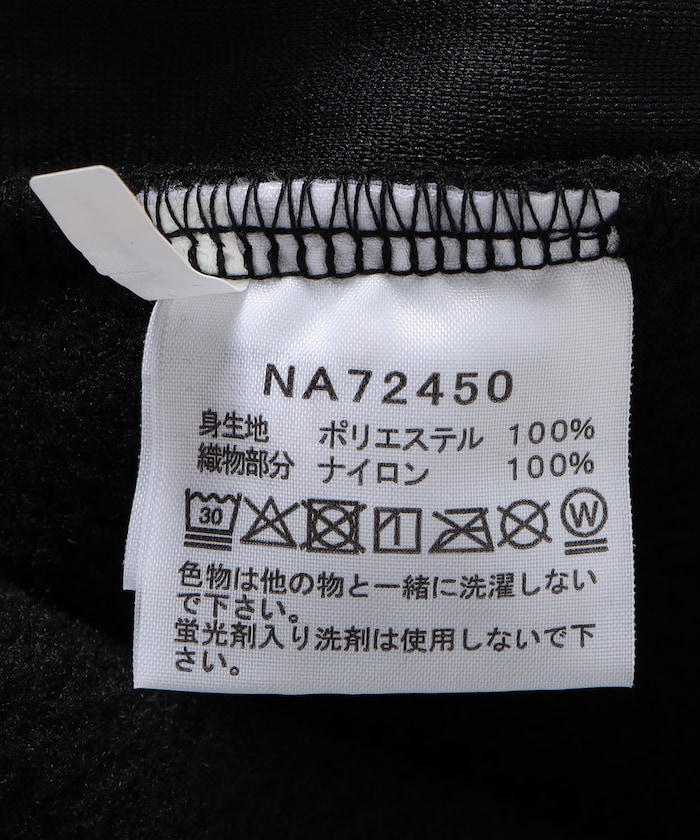 NA72450
身生地 ポリエステル 100%
織物部分 ナイロン 100%
30 W
色物は他の物と一緒に洗濯しない
で下さい。
蛍光剤入り洗剤は使用しないで下
さい。